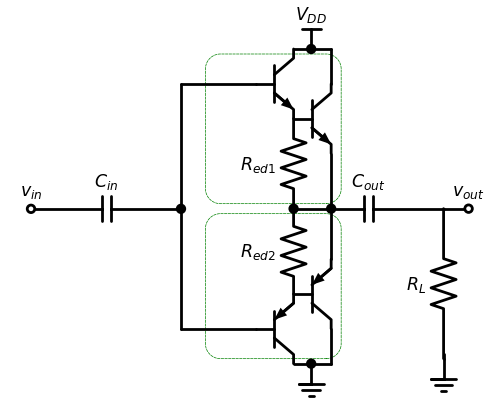 V_DD
R_ed1
v_in
C_in
C_out
v_out
R_ed2
R_L